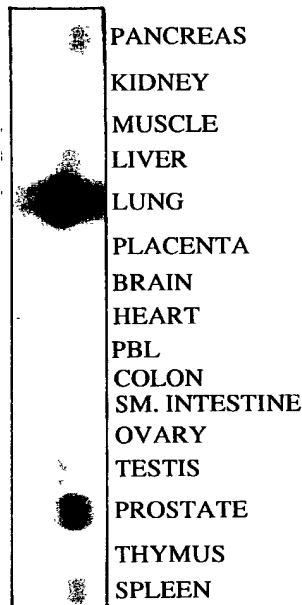 PANCREAS
KIDNEY
MUSCLE
LIVER
LUNG
PLACENTA
BRAIN
HEART
PBL
COLON
SM. INTESTINE
OVARY
TESTIS
PROSTATE
THYMUS
SPLEEN